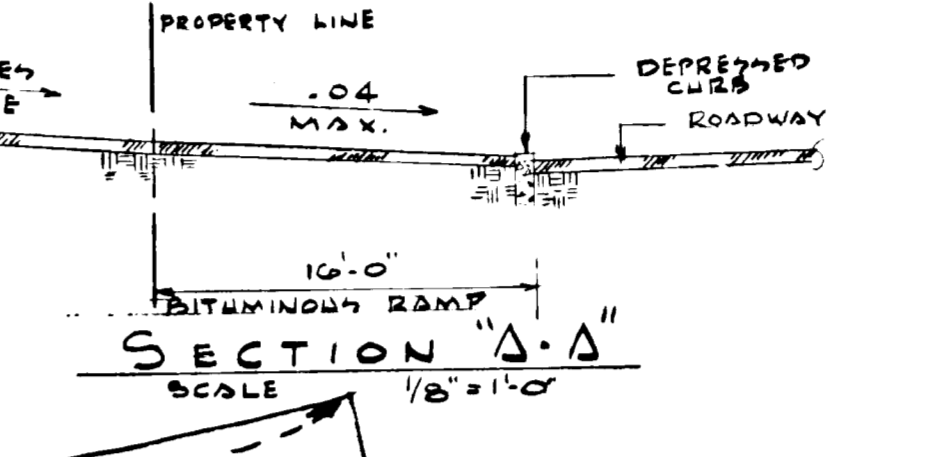 PROPERTY LINE
DEPRESSED
CURB
.04
MAX.
ROADWAY
16'-0"
BITUMINOUS RAMP
SECTION "A-A"
SCALE 1/8" = 1'-0"